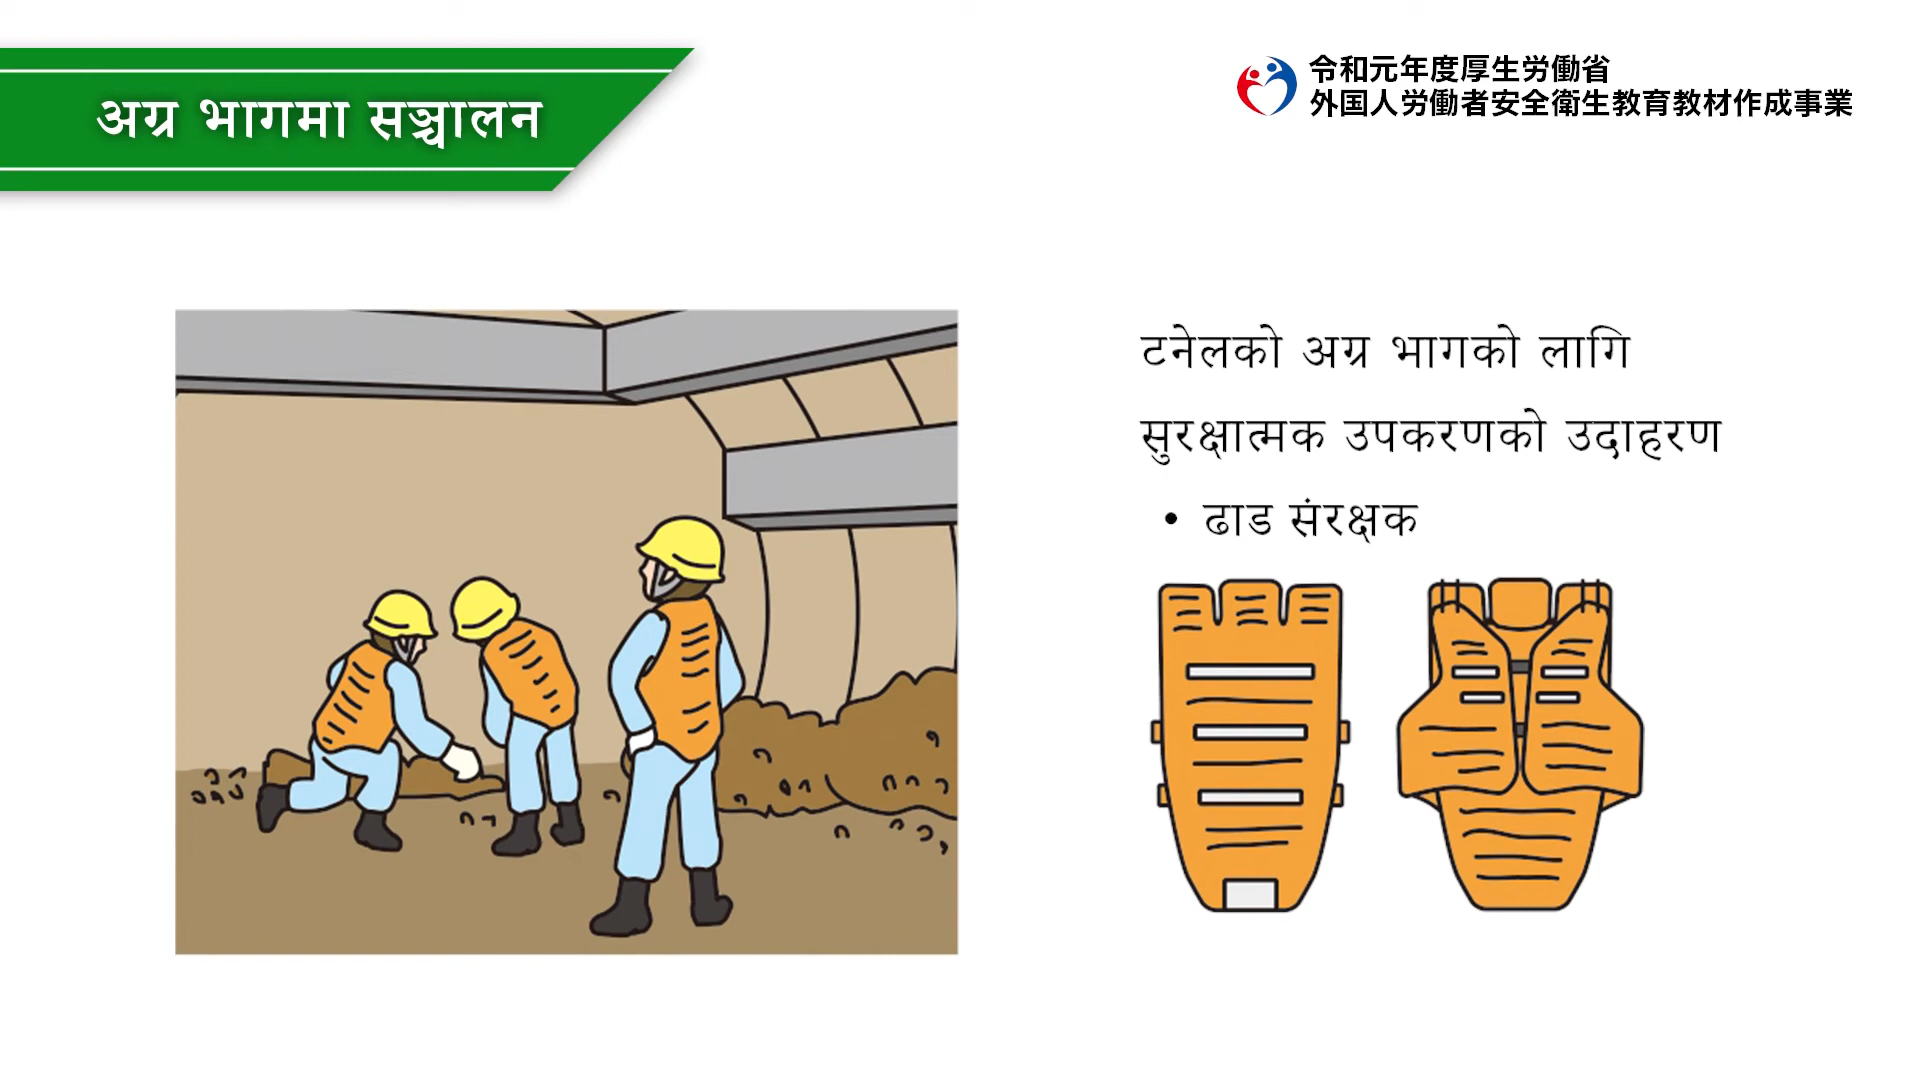 अग्र भागमा सञ्चालन
令和元年度厚生労働省
外国人労働者安全衛生教育教材作成事業
टनेलको अग्र भागको लागि
सुरक्षात्मक उपकरणको उदाहरण
• ढाड संरक्षक